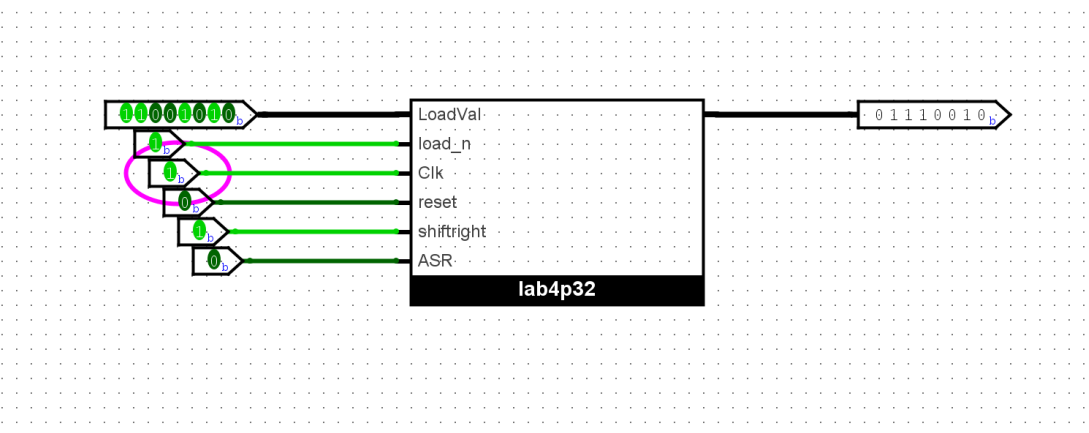 11001010b
LoadVal
01110010b
1b
load_n
1b
Clk
0b
reset
1b
shiftright
0b
ASR
lab4p32